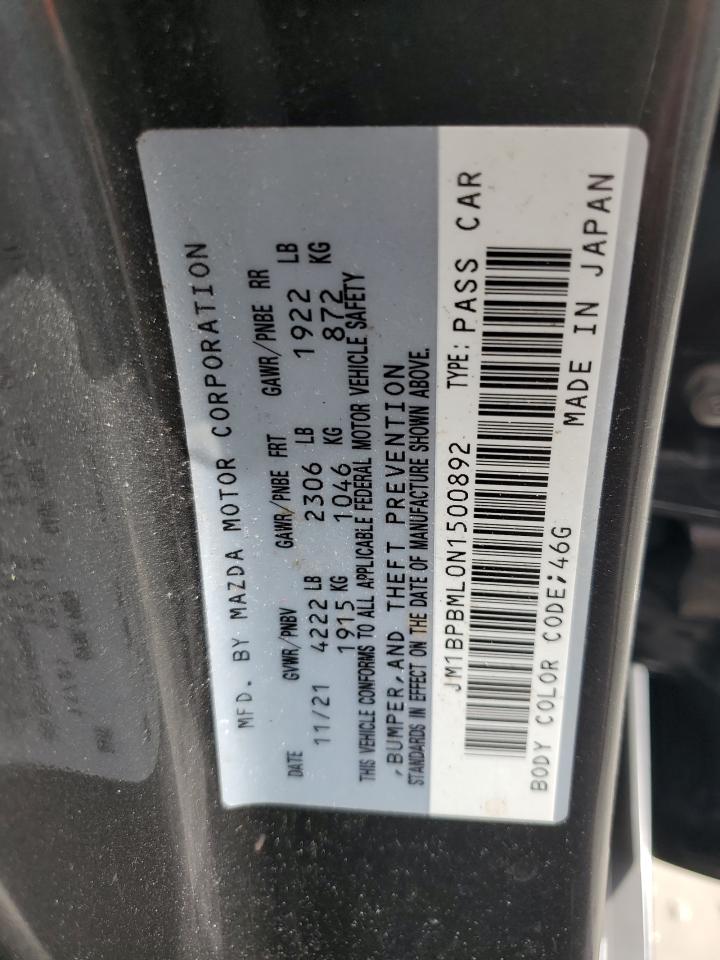 MFD. BY MAZDA MOTOR CORPORATION
DATE GVWR/PNBV GAWR/PNBE FRT GAWR/PNBE RR
11/21 4222 LB 2306 LB 1922 LB
1915 KG 1046 KG 872 KG
THIS VEHICLE CONFORMS TO ALL APPLICABLE FEDERAL MOTOR VEHICLE SAFETY
,BUMPER,AND THEFT PREVENTION
STANDARDS IN EFFECT ON THE DATE OF MANUFACTURE SHOWN ABOVE.
JM1BPBML0N1500892 TYPE: PASS CAR
BODY COLOR CODE;46G MADE IN JAPAN